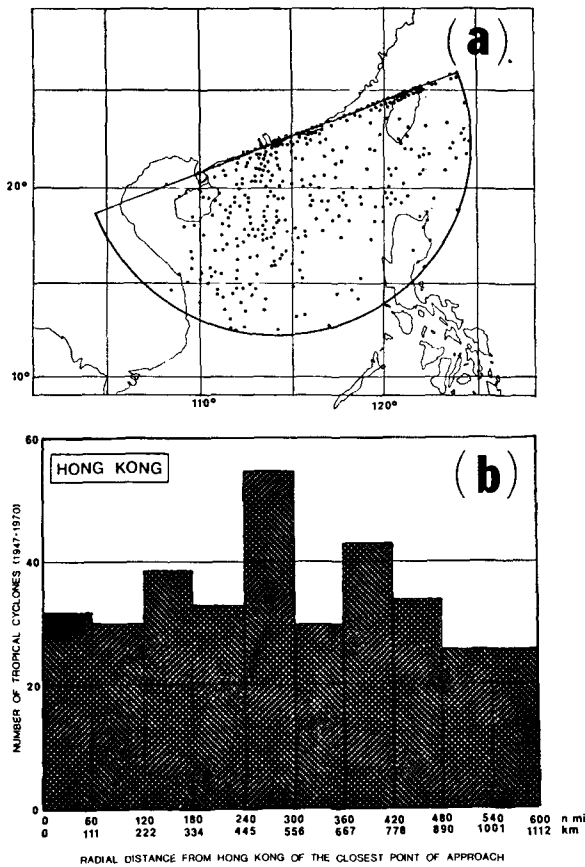 (a)
20°
10°
110°
120°
60
HONG KONG
(b)
40
20
0
NUMBER OF TROPICAL CYCLONES (1947-1970)
0 60 120 180 240 300 360 420 480 540 600 n mi
0 111 222 334 445 556 667 778 890 1001 1112 km
RADIAL DISTANCE FROM HONG KONG OF THE CLOSEST POINT OF APPROACH